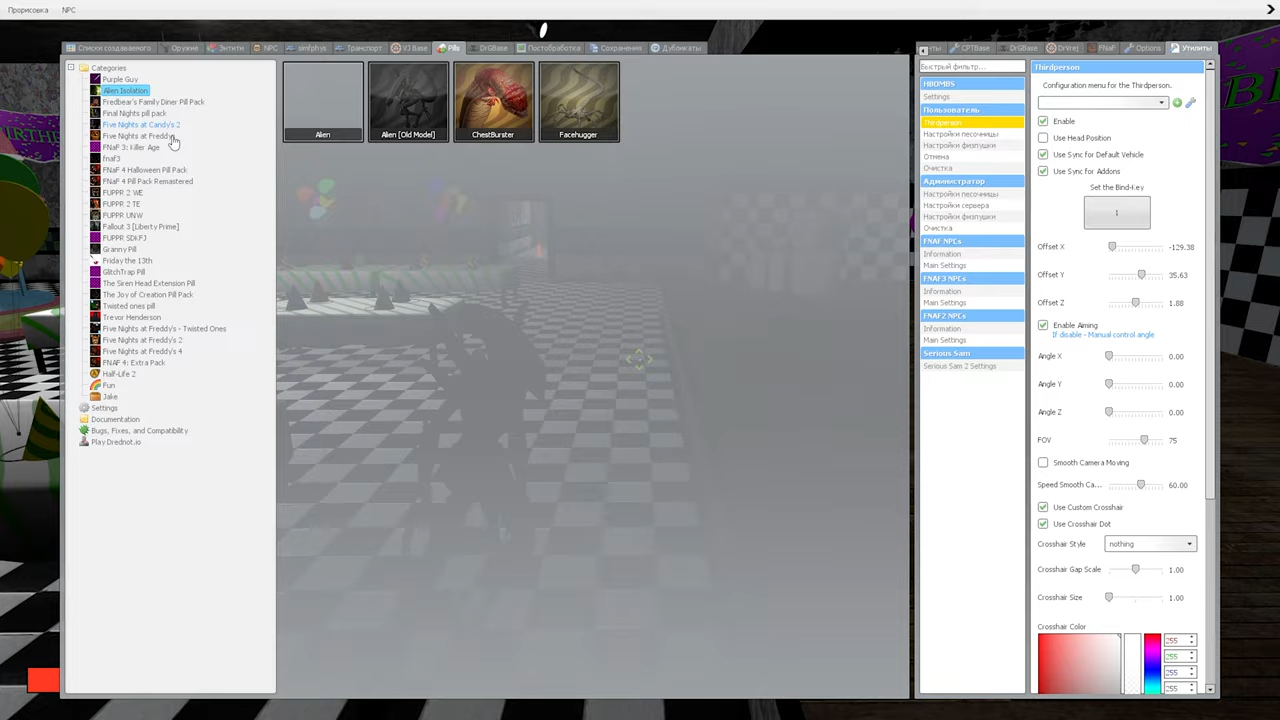 Прорисовка NPC
Списки создаваемого Оружие Энтити NPC simfphys Транспорт VJ Base Pills DrGBase Постобработка Сохранения Дубликаты
нты CPTBase DrGBase DrVrej FNaF Options Утилиты
Categories
Purple Guy
Alien Isolation
Fredbear's Family Diner Pill Pack
Final Nights pill pack
Five Nights at Candy's 2
Five Nights at Freddy
FNaF 3: Killer Age
fnaf3
FNaF 4 Halloween Pill Pack
FNaF 4 Pill Pack Remastered
FUPPR 2 WE
FUPPR 2 TE
FUPPR UNW
Fallout 3 [Liberty Prime]
FUPPR SDI:FJ
Granny Pill
Friday the 13th
GlitchTrap Pill
The Siren Head Extension Pill
The Joy of Creation Pill Pack
Twisted ones pill
Trevor Henderson
Five Nights at Freddy's - Twisted Ones
Five Nights at Freddy's 2
Five Nights at Freddy's 4
FNAF 4: Extra Pack
Half-Life 2
Fun
Jake
Settings
Documentation
Bugs, Fixes, and Compatibility
Play Drednot.io
Alien
Alien [Old Model]
ChestBurster
Facehugger
Быстрый фильтр...
HBOMBS
Settings
Пользователь
Thirdperson
Настройки песочницы
Настройки физпушки
Отмена
Очистка
Администратор
Настройки песочницы
Настройки сервера
Настройки физпушки
Очистка
FNAF NPCs
Information
Main Settings
FNAF3 NPCs
Information
Main Settings
FNAF2 NPCs
Information
Main Settings
Serious Sam
Serious Sam 2 Settings
Thirdperson
Configuration menu for the Thirdperson.
Enable
Use Head Position
Use Sync for Default Vehicle
Use Sync for Addons
Set the Bind-Key
1
Offset X -129.38
Offset Y 35.63
Offset Z 1.88
Enable Aiming
If disable - Manual control angle
Angle X 0.00
Angle Y 0.00
Angle Z 0.00
FOV 75
Smooth Camera Moving
Speed Smooth Ca... 60.00
Use Custom Crosshair
Use Crosshair Dot
Crosshair Style nothing
Crosshair Gap Scale 1.00
Crosshair Size 1.00
Crosshair Color
255
255
255
255